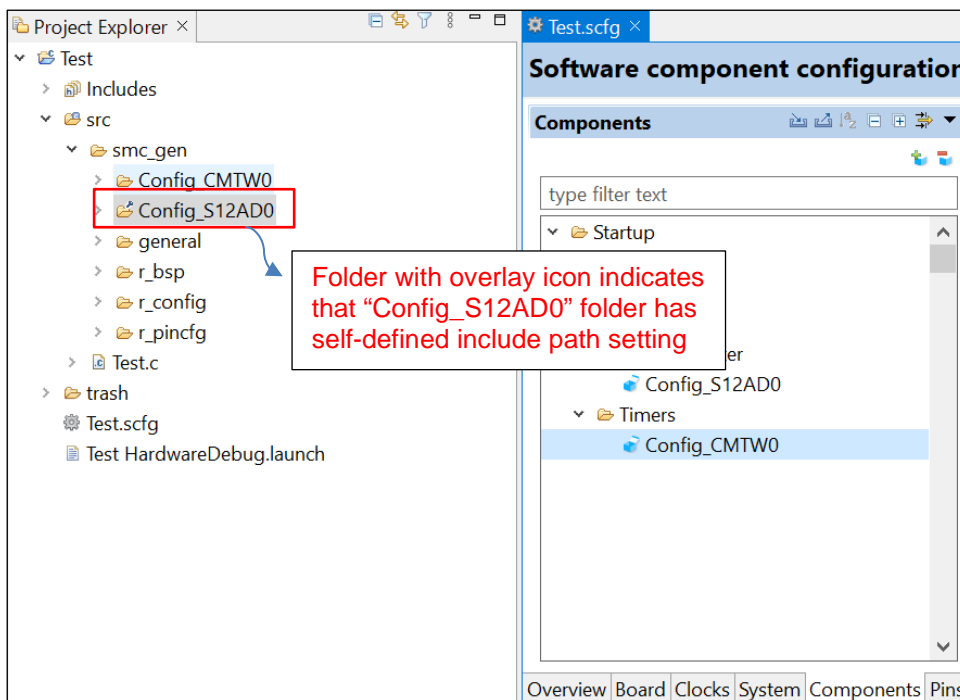 Project Explorer
Test
Includes
src
smc_gen
Config_CMTW0
Config_S12AD0
general
r_bsp
r_config
r_pincfg
Test.c
trash
Test.scfg
Test HardwareDebug.launch
Folder with overlay icon indicates
that “Config_S12AD0” folder has
self-defined include path setting
Test.scfg
Software component configuration
Components
type filter text
Startup
er
Config_S12AD0
Timers
Config_CMTW0
Overview Board Clocks System Components Pins